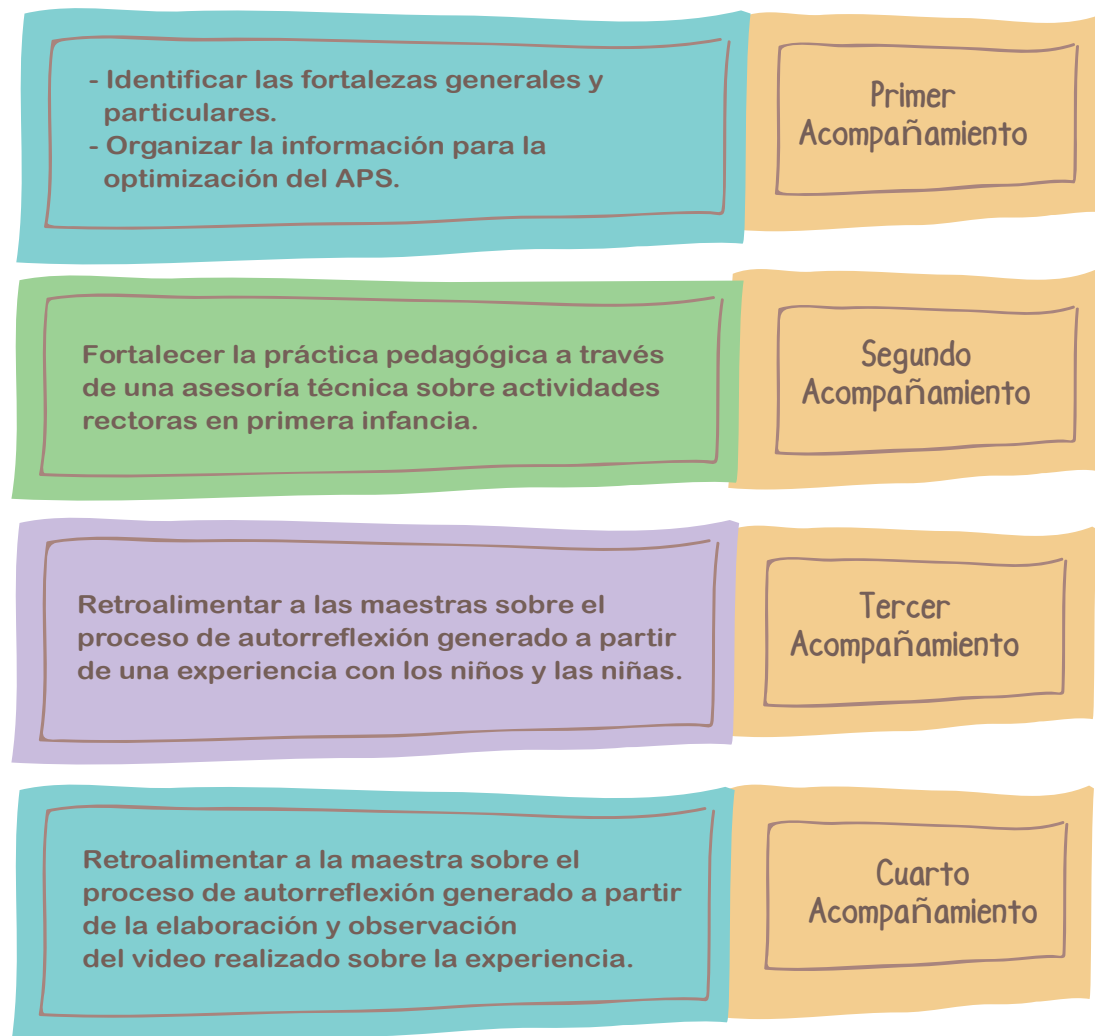 - Identificar las fortalezas generales y
particulares.
- Organizar la información para la
optimización del APS.
Primer
Acompañamiento
Fortalecer la práctica pedagógica a través
de una asesoría técnica sobre actividades
rectoras en primera infancia.
Segundo
Acompañamiento
Retroalimentar a las maestras sobre el
proceso de autorreflexión generado a partir
de una experiencia con los niños y las niñas.
Tercer
Acompañamiento
Retroalimentar a la maestra sobre el
proceso de autorreflexión generado a partir
de la elaboración y observación
del video realizado sobre la experiencia.
Cuarto
Acompañamiento